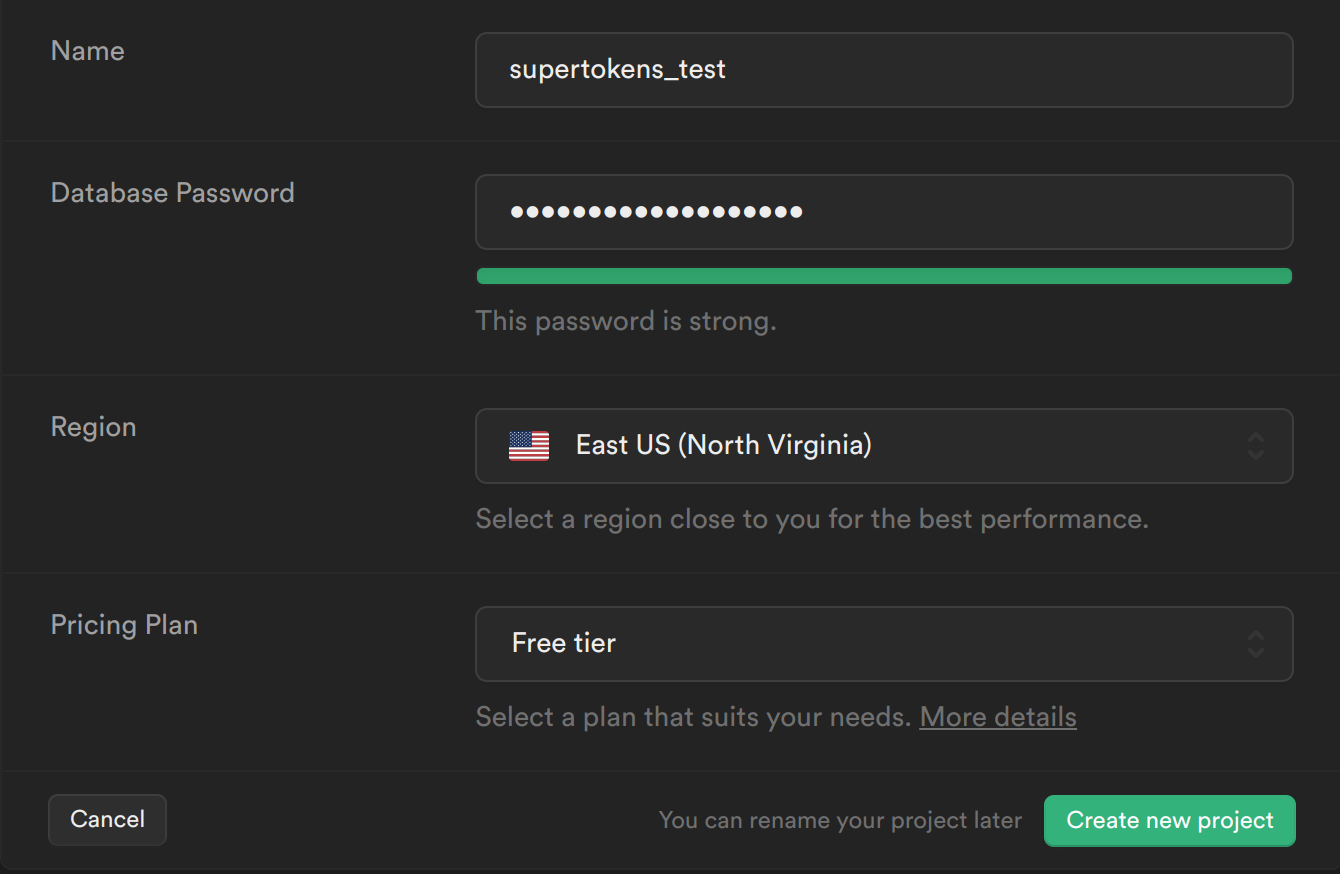 Name
supertokens_test
Database Password
•••••••••••••••••••
This password is strong.
Region
East US (North Virginia)
Select a region close to you for the best performance.
Pricing Plan
Free tier
Select a plan that suits your needs. More details
Cancel
You can rename your project later
Create new project